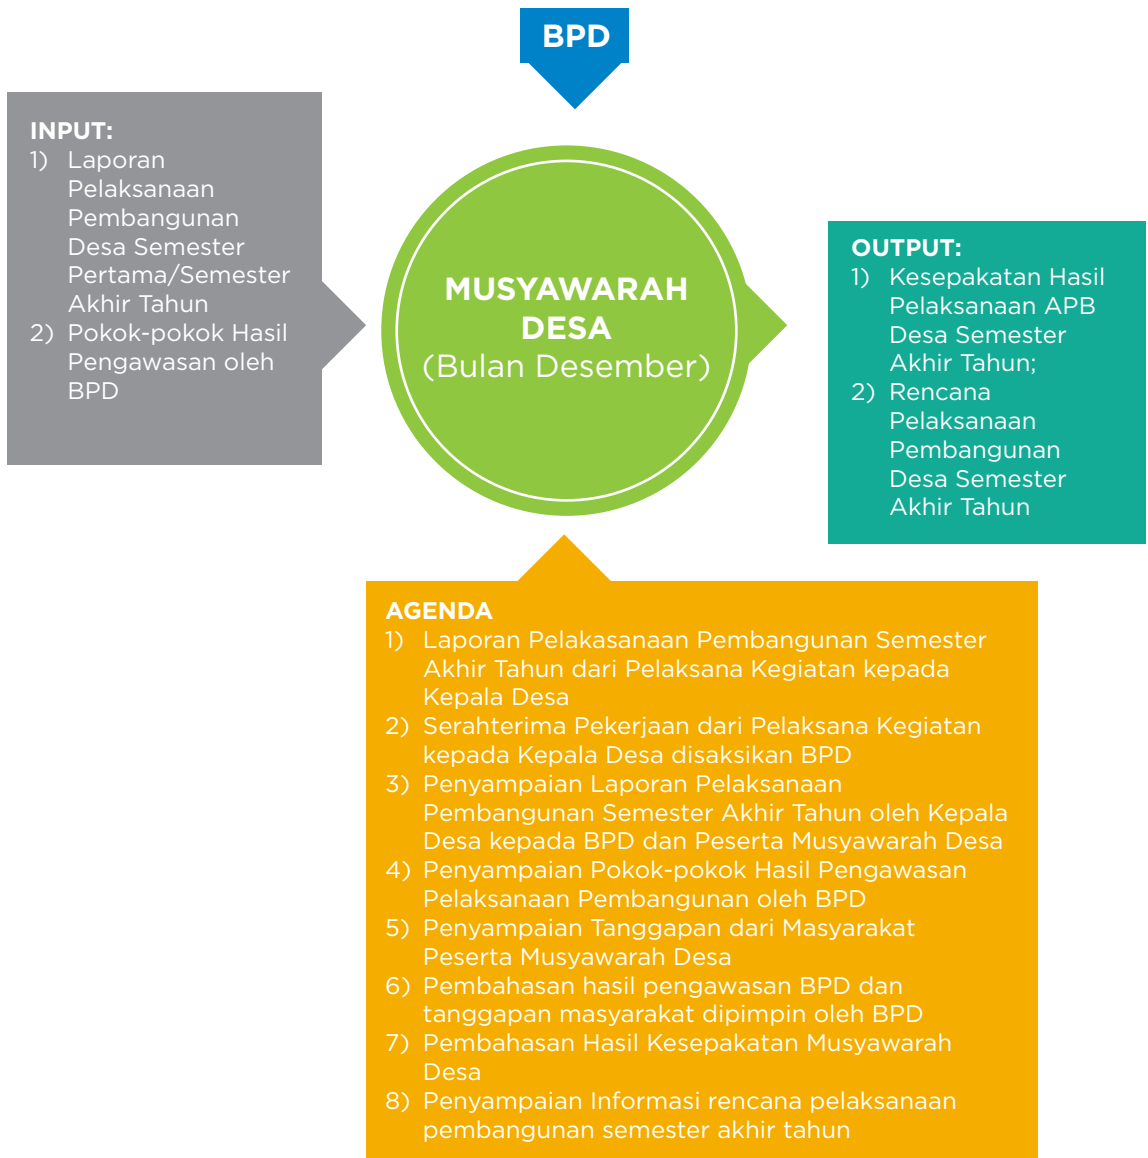 BPD
INPUT:
1) Laporan
Pelaksanaan
Pembangunan
Desa Semester
Pertama/Semester
Akhir Tahun
2) Pokok-pokok Hasil
Pengawasan oleh
BPD
MUSYAWARAH
DESA
(Bulan Desember)
OUTPUT:
1) Kesepakatan Hasil
Pelaksanaan APB
Desa Semester
Akhir Tahun;
2) Rencana
Pelaksanaan
Pembangunan
Desa Semester
Akhir Tahun
AGENDA
1) Laporan Pelakasanaan Pembangunan Semester
Akhir Tahun dari Pelaksana Kegiatan kepada
Kepala Desa
2) Serahterima Pekerjaan dari Pelaksana Kegiatan
kepada Kepala Desa disaksikan BPD
3) Penyampaian Laporan Pelaksanaan
Pembangunan Semester Akhir Tahun oleh Kepala
Desa kepada BPD dan Peserta Musyawarah Desa
4) Penyampaian Pokok-pokok Hasil Pengawasan
Pelaksanaan Pembangunan oleh BPD
5) Penyampaian Tanggapan dari Masyarakat
Peserta Musyawarah Desa
6) Pembahasan hasil pengawasan BPD dan
tanggapan masyarakat dipimpin oleh BPD
7) Pembahasan Hasil Kesepakatan Musyawarah
Desa
8) Penyampaian Informasi rencana pelaksanaan
pembangunan semester akhir tahun